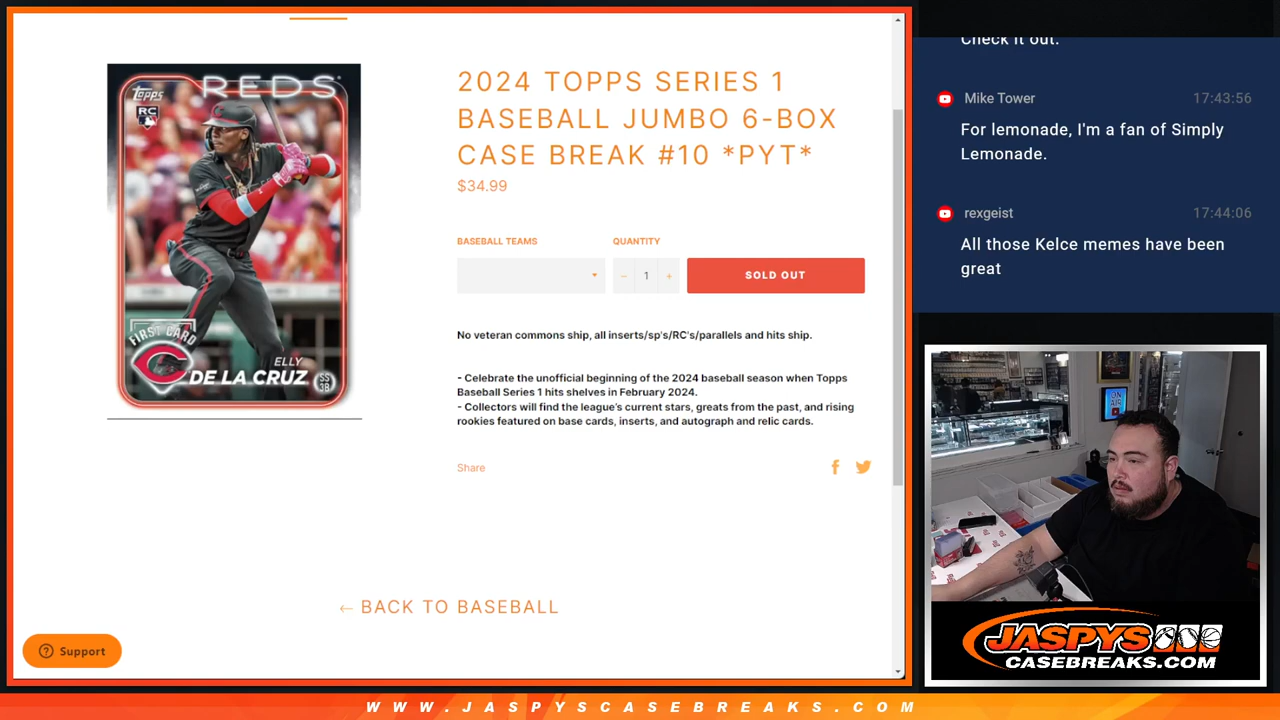 REDS
topps
RC
FIRST CARD
ELLY
DE LA CRUZ
SS
3B
2024 TOPPS SERIES 1
BASEBALL JUMBO 6-BOX
CASE BREAK #10 *PYT*
$34.99
BASEBALL TEAMS
QUANTITY
− 1 +
SOLD OUT
No veteran commons ship, all inserts/sp's/RC's/parallels and hits ship.
- Celebrate the unofficial beginning of the 2024 baseball season when Topps
Baseball Series 1 hits shelves in February 2024.
- Collectors will find the league's current stars, greats from the past, and rising
rookies featured on base cards, inserts, and autograph and relic cards.
Share
← BACK TO BASEBALL
Support
Check it out.
Mike Tower 17:43:56
For lemonade, I'm a fan of Simply
Lemonade.
rexgeist 17:44:06
All those Kelce memes have been
great
ON
AIR
JASPYS
CASEBREAKS.COM
WWW.JASPYSCASEBREAKS.COM